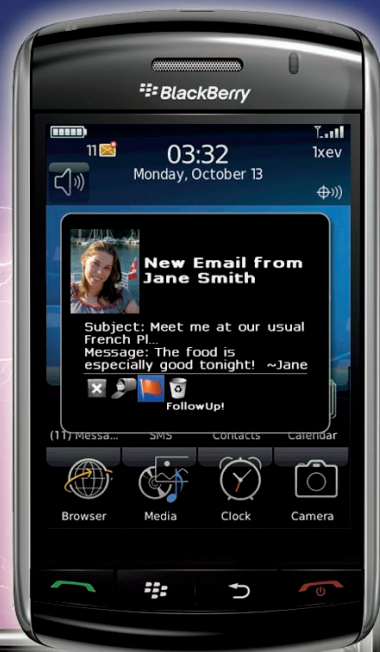 BlackBerry
11
03:32
1xev
Monday, October 13
New Email from
Jane Smith
Subject: Meet me at our usual
French Pl...
Message: The food is
especially good tonight! ~Jane
FollowUp!
(11) Messa... SMS Contacts Calendar
Browser Media Clock Camera